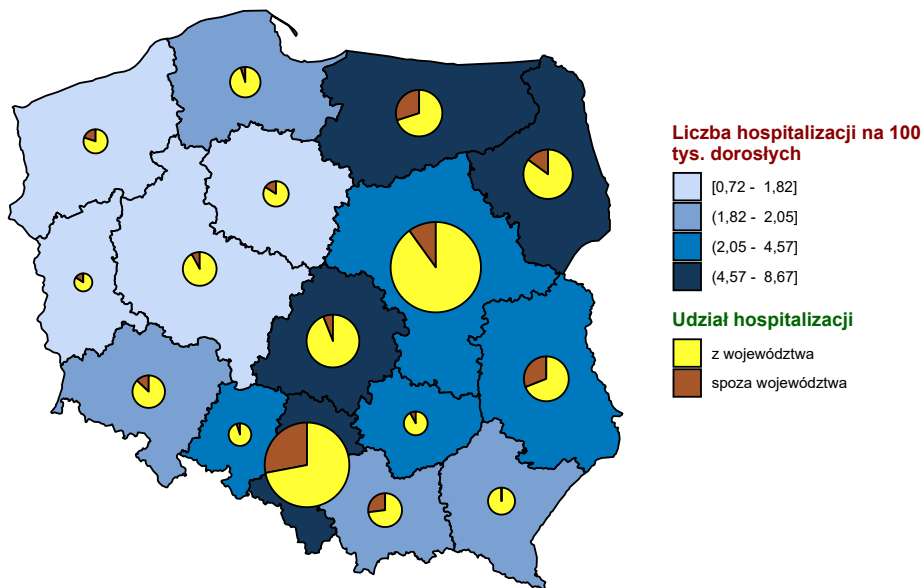 Liczba hospitalizacji na 100
tys. dorosłych
[0,72 - 1,82]
(1,82 - 2,05]
(2,05 - 4,57]
(4,57 - 8,67]
Udział hospitalizacji
z województwa
spoza województwa